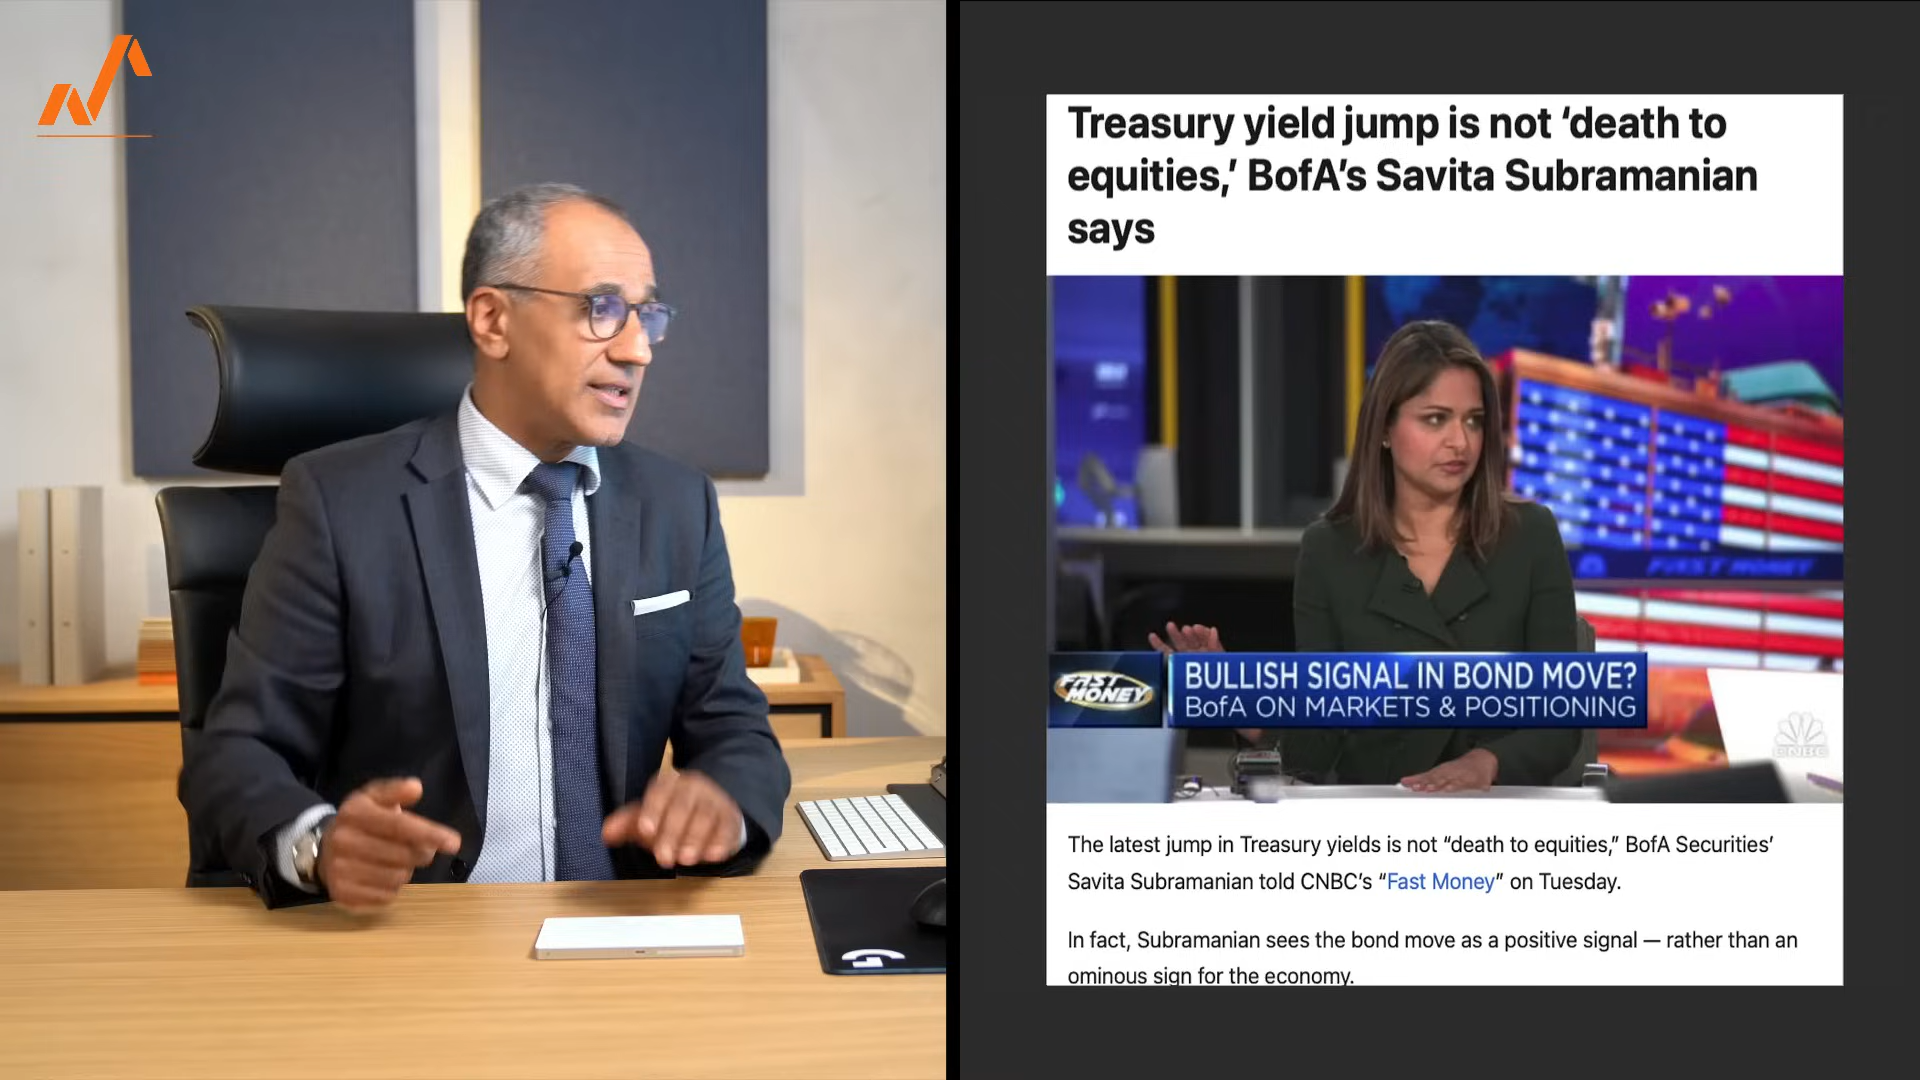 Treasury yield jump is not ‘death to
equities,’ BofA’s Savita Subramanian
says
FAST MONEY
FAST
MONEY
BULLISH SIGNAL IN BOND MOVE?
BofA ON MARKETS & POSITIONING
CNBC
The latest jump in Treasury yields is not “death to equities,” BofA Securities’
Savita Subramanian told CNBC’s “Fast Money” on Tuesday.
In fact, Subramanian sees the bond move as a positive signal — rather than an
ominous sign for the economy.